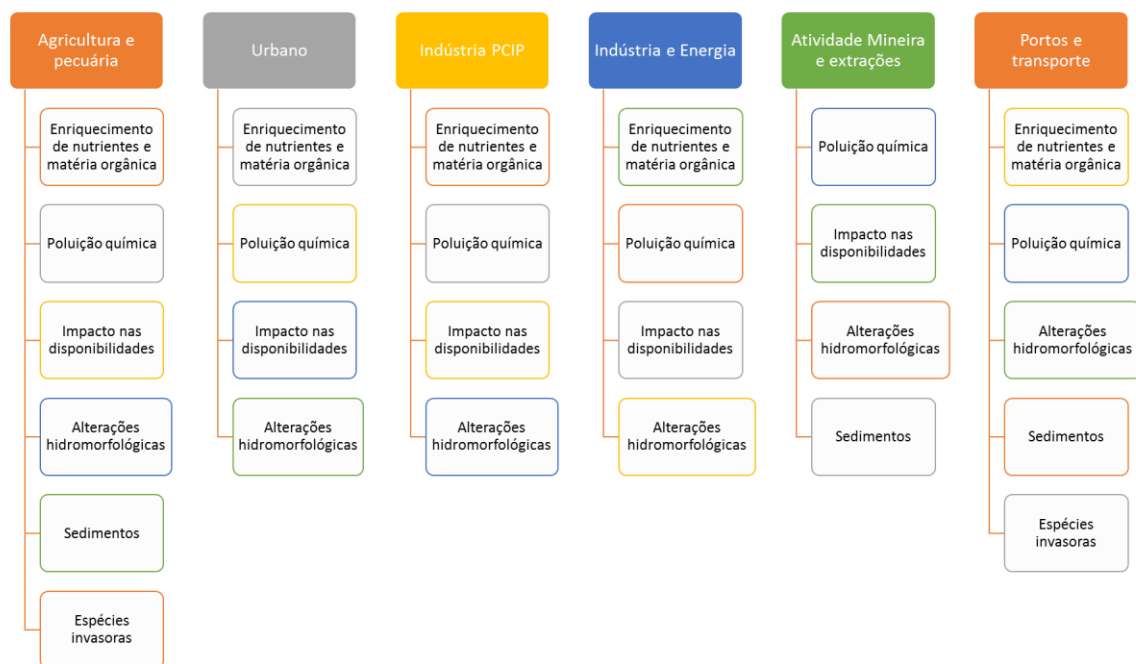 Agricultura e
pecuária
Enriquecimento
de nutrientes e
matéria orgânica
Poluição química
Impacto nas
disponibilidades
Alterações
hidromorfológicas
Sedimentos
Espécies
invasoras
Urbano
Enriquecimento
de nutrientes e
matéria orgânica
Poluição química
Impacto nas
disponibilidades
Alterações
hidromorfológicas
Indústria PCIP
Enriquecimento
de nutrientes e
matéria orgânica
Poluição química
Impacto nas
disponibilidades
Alterações
hidromorfológicas
Indústria e Energia
Enriquecimento
de nutrientes e
matéria orgânica
Poluição química
Impacto nas
disponibilidades
Alterações
hidromorfológicas
Atividade Mineira
e extrações
Poluição química
Impacto nas
disponibilidades
Alterações
hidromorfológicas
Sedimentos
Portos e
transporte
Enriquecimento
de nutrientes e
matéria orgânica
Poluição química
Alterações
hidromorfológicas
Sedimentos
Espécies
invasoras